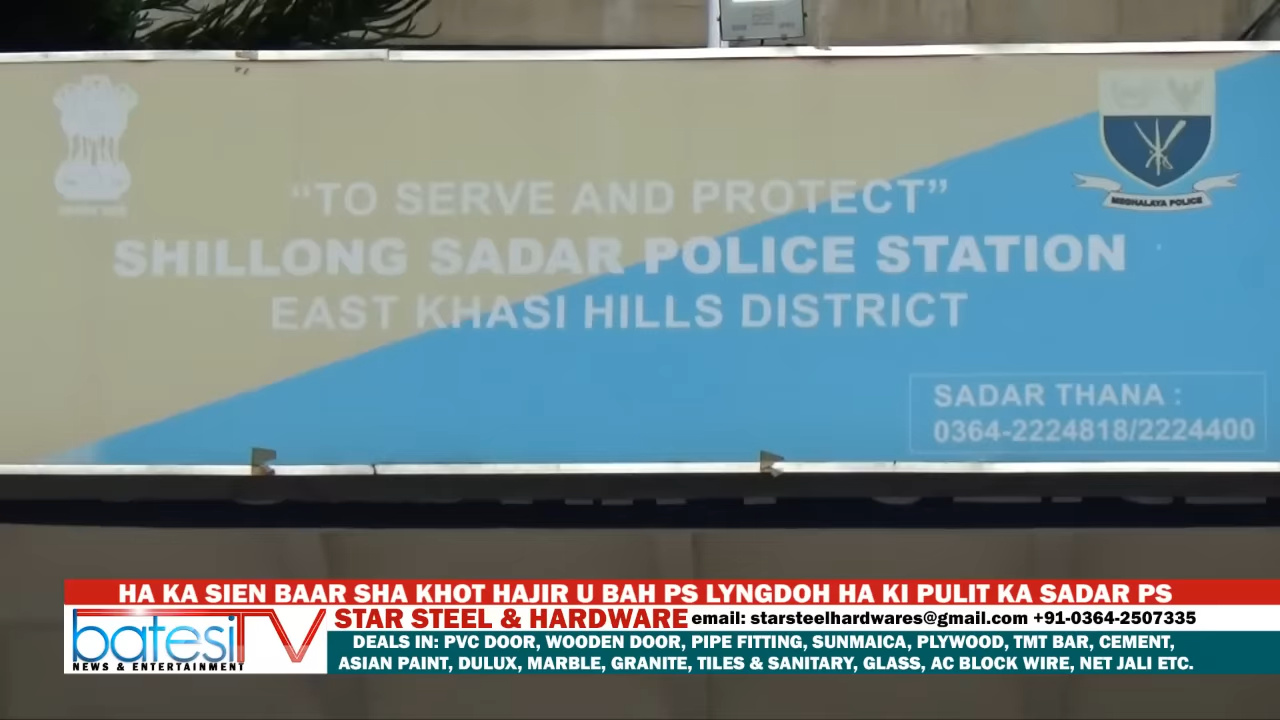 "TO SERVE AND PROTECT"
SHILLONG SADAR POLICE STATION
EAST KHASI HILLS DISTRICT
MEGHALAYA POLICE
SADAR THANA :
0364-2224818/2224400
HA KA SIEN BAAR SHA KHOT HAJIR U BAH PS LYNGDOH HA KI PULIT KA SADAR PS
batesi TV
NEWS & ENTERTAINMENT
STAR STEEL & HARDWARE email: starsteelhardwares@gmail.com +91-0364-2507335
DEALS IN: PVC DOOR, WOODEN DOOR, PIPE FITTING, SUNMAICA, PLYWOOD, TMT BAR, CEMENT,
ASIAN PAINT, DULUX, MARBLE, GRANITE, TILES & SANITARY, GLASS, AC BLOCK WIRE, NET JALI ETC.